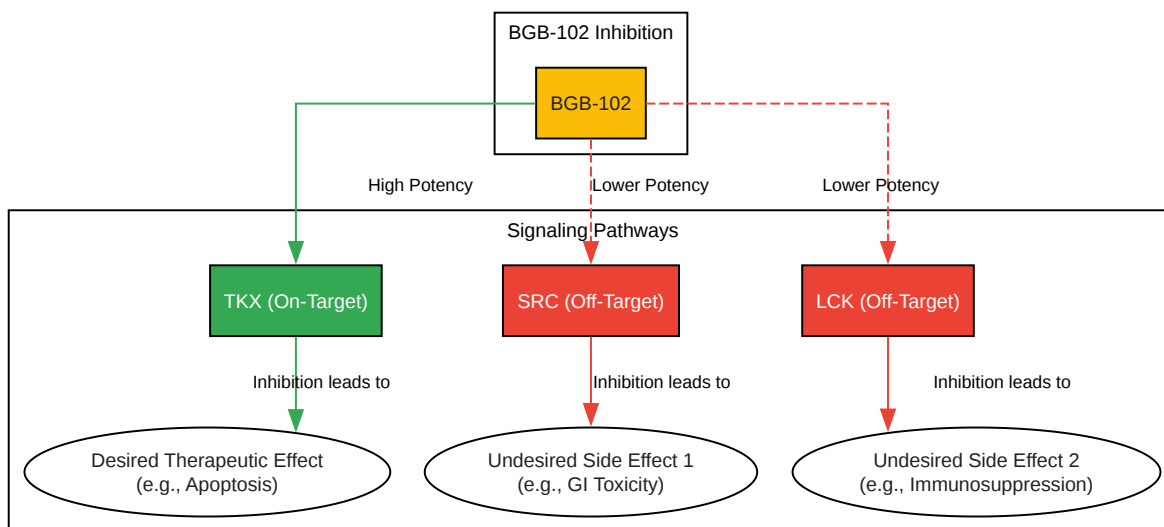 BGB-102 Inhibition
BGB-102
High Potency
Lower Potency
Lower Potency
Signaling Pathways
TKX (On-Target)
SRC (Off-Target)
LCK (Off-Target)
Inhibition leads to
Inhibition leads to
Inhibition leads to
Desired Therapeutic Effect
(e.g., Apoptosis)
Undesired Side Effect 1
(e.g., GI Toxicity)
Undesired Side Effect 2
(e.g., Immunosuppression)